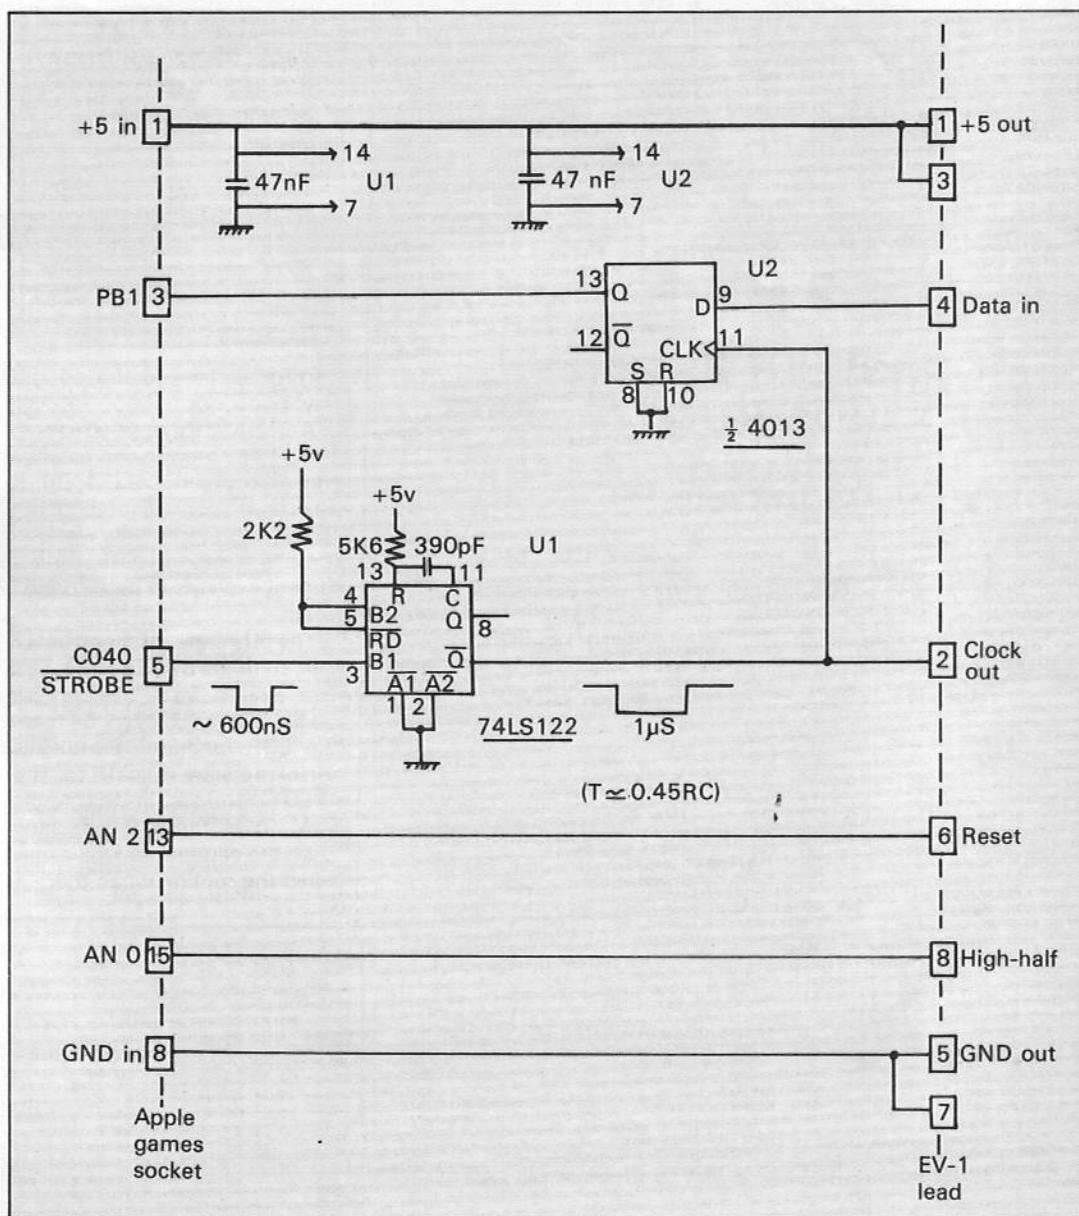 +5 in 1
1 +5 out
14
47nF U1
7
14
47 nF U2
7
3
U2
PB1 3
13 Q
D 9
4 Data in
12 Q̅
CLK 11
S R
8 10
½ 4013
+5v
+5v
2K2
5K6 390pF U1
13 11
R C
4 B2
Q 8
5 R̅D̅
C040
S̅T̅R̅O̅B̅E̅ 5
3 B1
Q̅
2 Clock
out
A1 A2
1 2
~ 600nS
74LS122
1µS
(T≃0.45RC)
AN 2 13
6 Reset
AN 0 15
8 High-half
GND in 8
5 GND out
7
Apple
games
socket
EV-1
lead